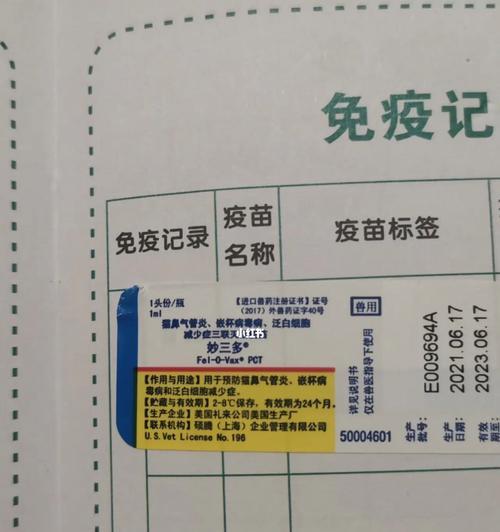 免疫记
免疫记录
疫苗
名称
疫苗标签
1头份/瓶
1ml
【进口兽药注册证书】证号
(2017)外兽药证字40号
猫鼻气管炎、嵌杯病毒病、泛白细胞
减少症三联灭
妙三多®
Fel-O-Vax® PCT
小红书
【作用与用途】用于预防猫鼻气管炎、嵌杯病
毒病和泛白细胞减少症。
【贮藏与有效期】2-8℃保存，有效期为24个月。
【生产企业】美国礼来公司美国生产厂
【联系机构】硕腾（上海）企业管理有限公司
U.S.Vet License No.196
兽用
详见说明书
仅在兽医指导下使用
50004601
生产
批号：
E009694A
生产
日期：
2021.06.17
有效
期至
2023.06.17